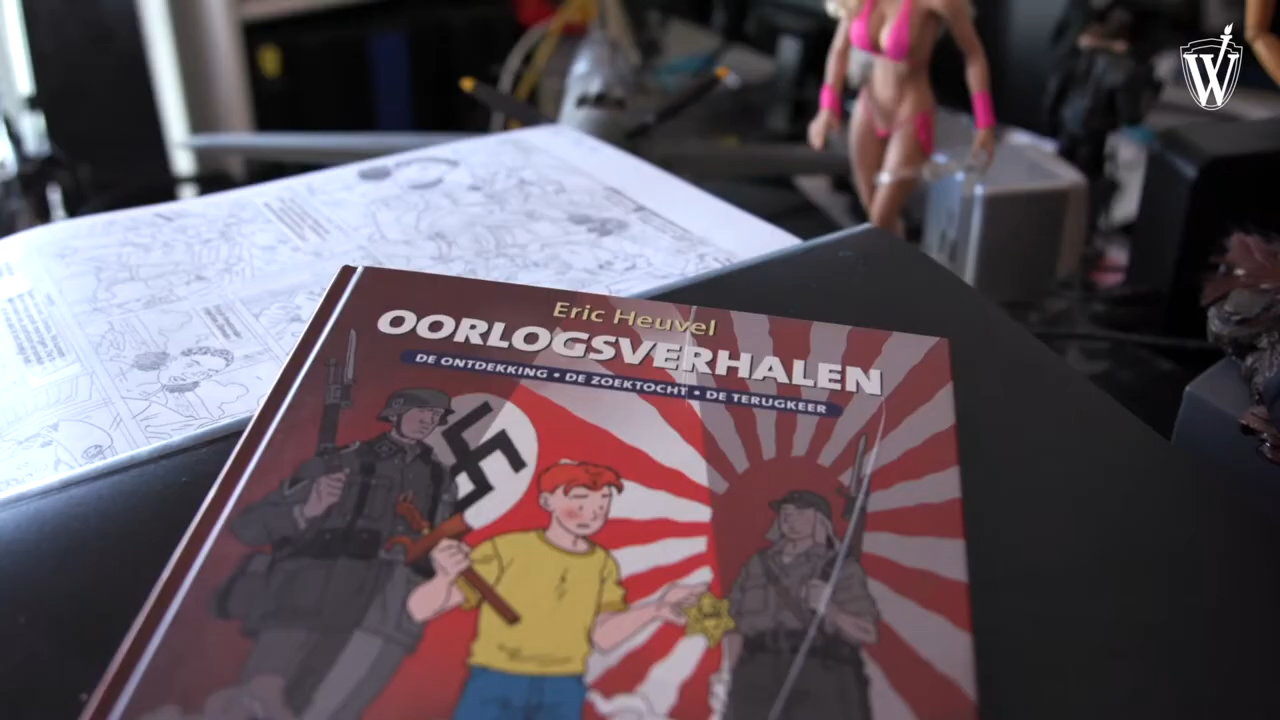 W
Eric Heuvel
OORLOGSVERHALEN
DE ONTDEKKING • DE ZOEKTOCHT • DE TERUGKEER